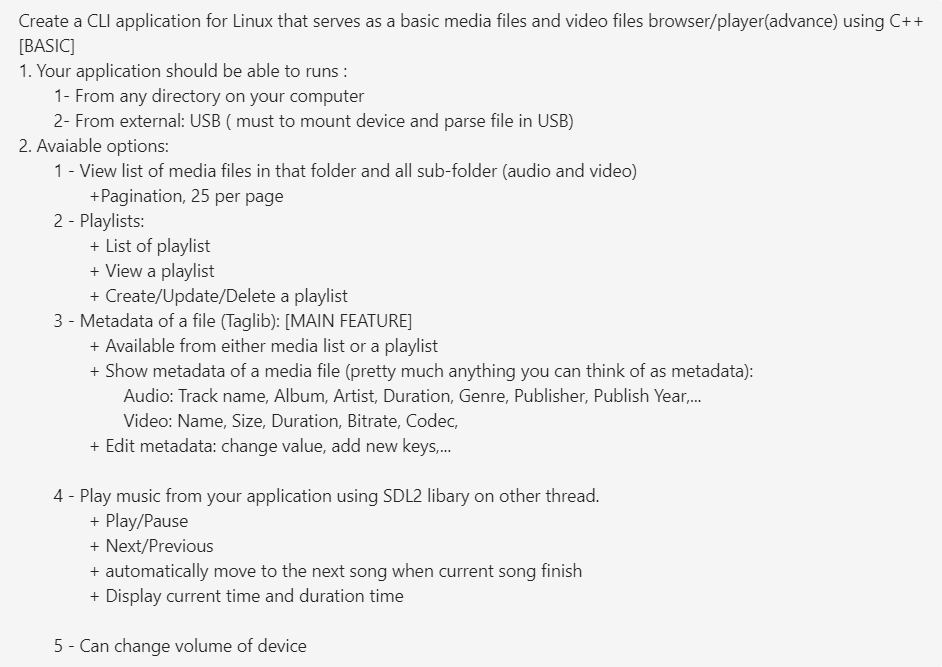 Create a CLI application for Linux that serves as a basic media files and video files browser/player(advance) using C++
[BASIC]
1. Your application should be able to runs :
1- From any directory on your computer
2- From external: USB ( must to mount device and parse file in USB)
2. Avaiable options:
1 - View list of media files in that folder and all sub-folder (audio and video)
+Pagination, 25 per page
2 - Playlists:
+ List of playlist
+ View a playlist
+ Create/Update/Delete a playlist
3 - Metadata of a file (Taglib): [MAIN FEATURE]
+ Available from either media list or a playlist
+ Show metadata of a media file (pretty much anything you can think of as metadata):
Audio: Track name, Album, Artist, Duration, Genre, Publisher, Publish Year,...
Video: Name, Size, Duration, Bitrate, Codec,
+ Edit metadata: change value, add new keys,...
4 - Play music from your application using SDL2 libary on other thread.
+ Play/Pause
+ Next/Previous
+ automatically move to the next song when current song finish
+ Display current time and duration time
5 - Can change volume of device